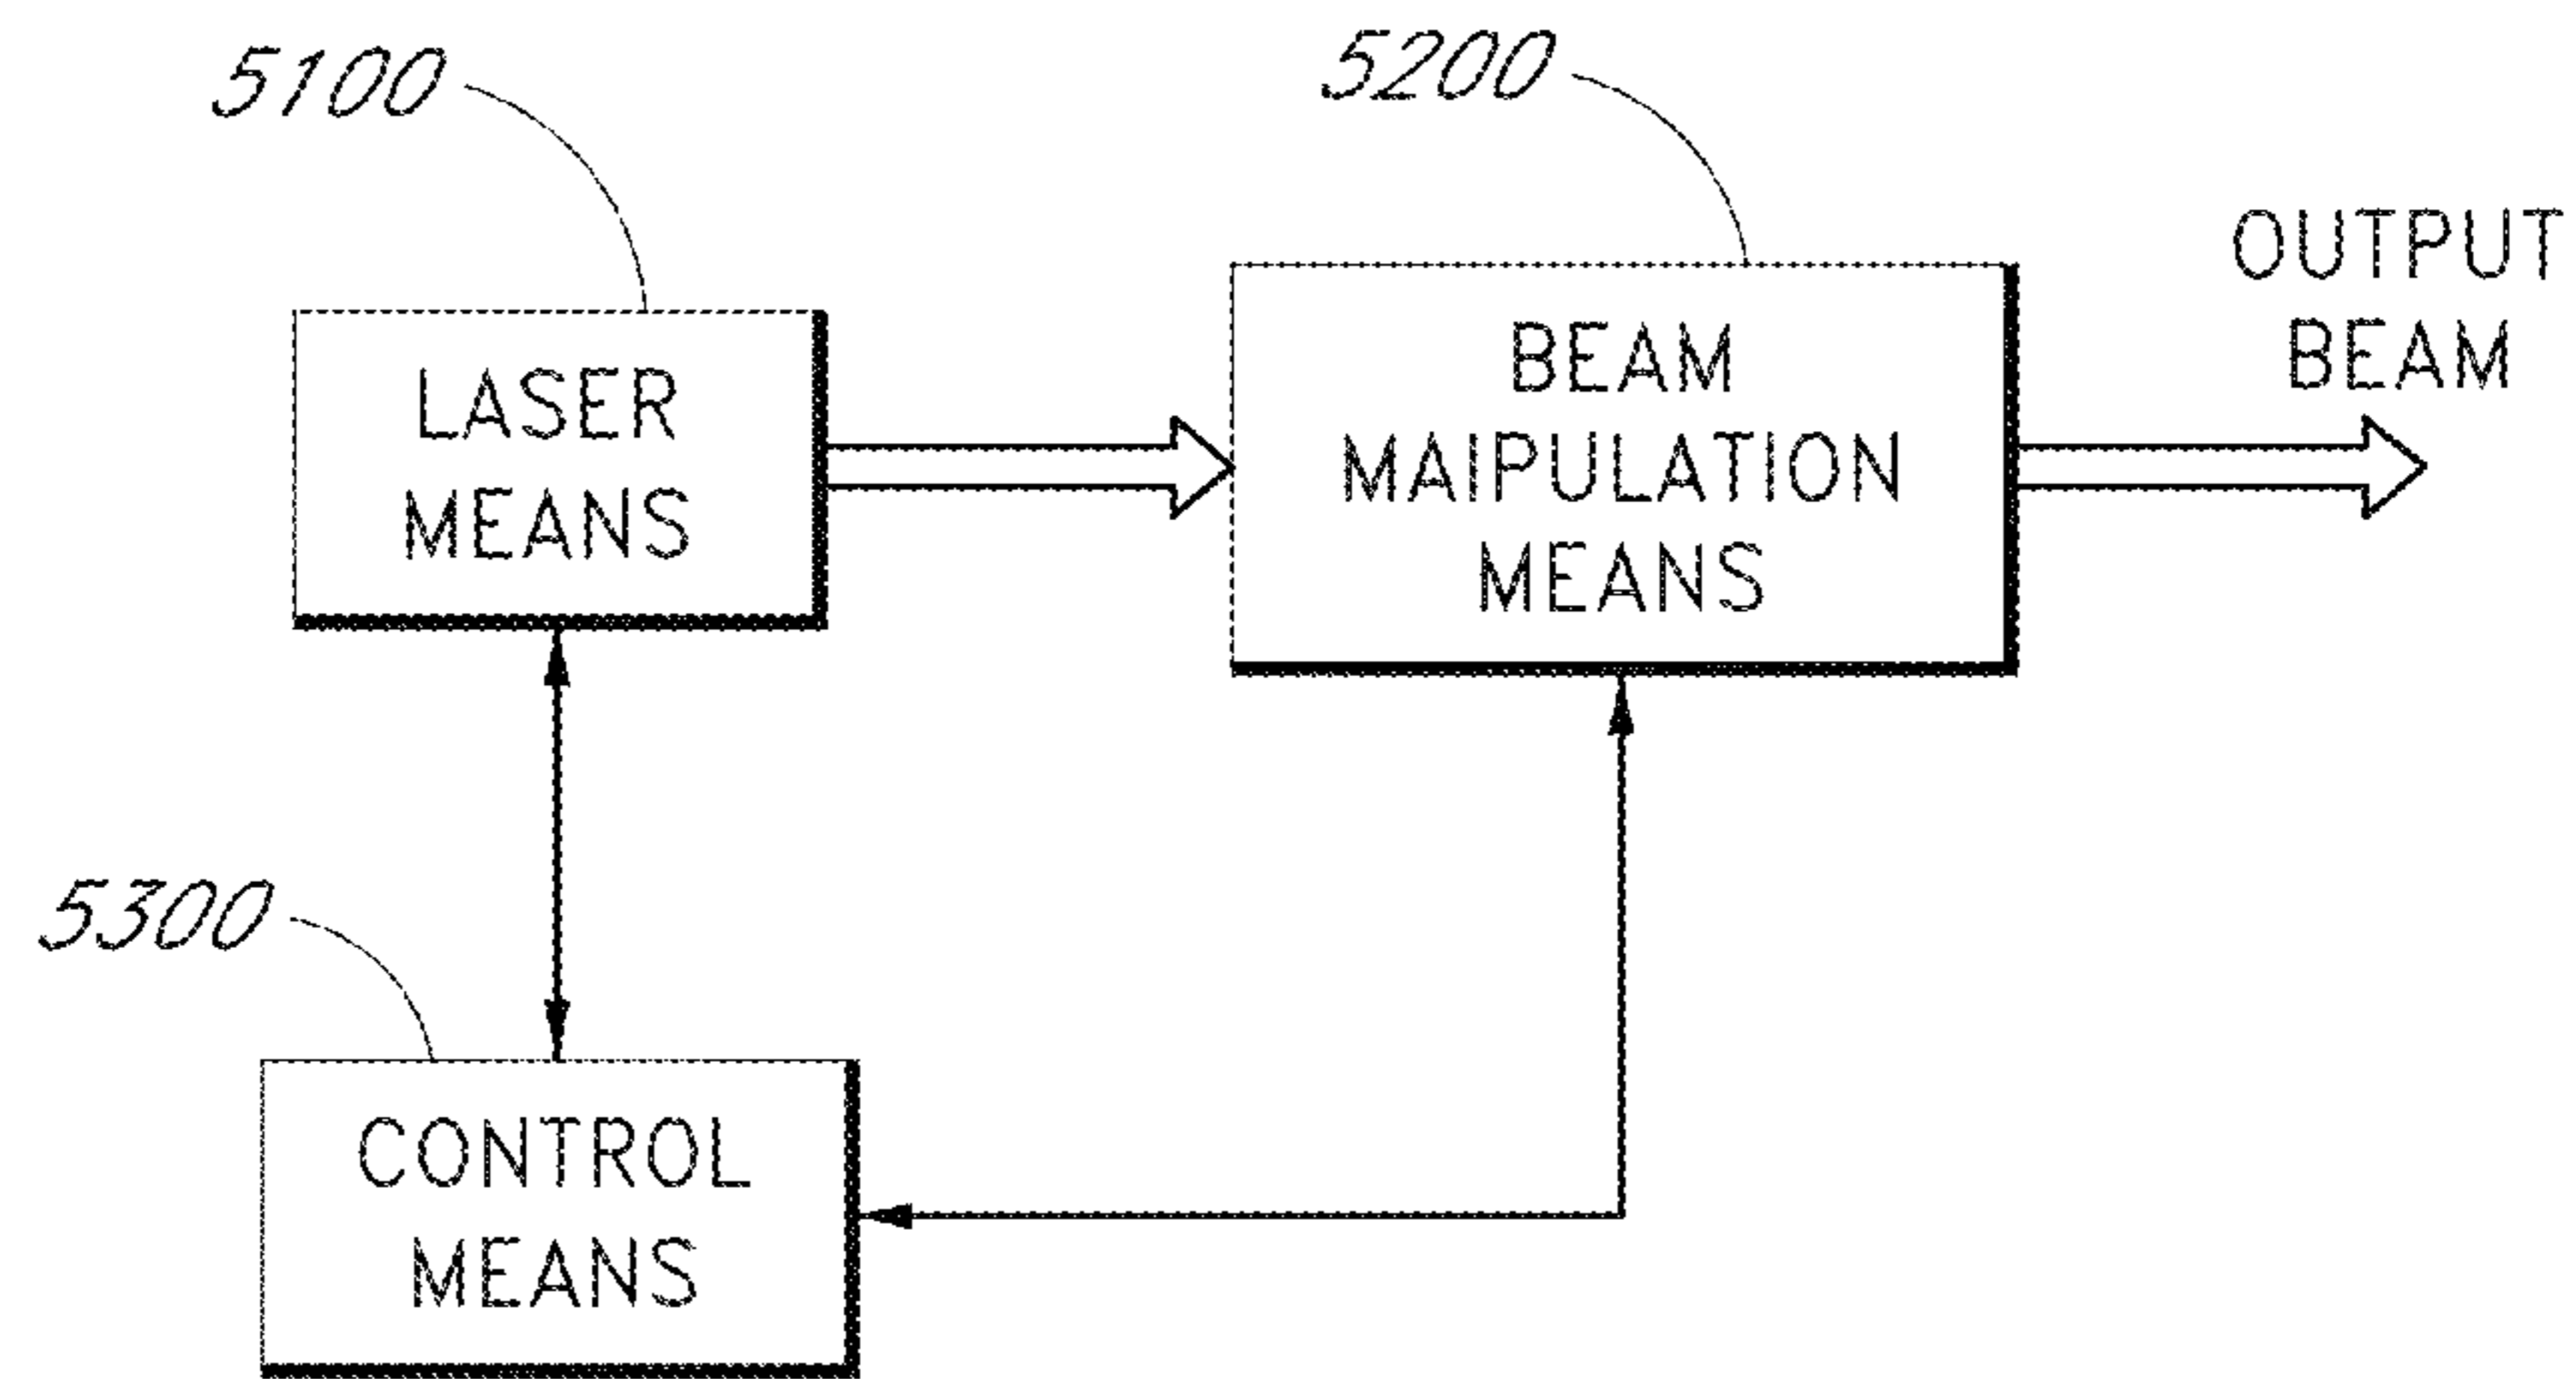 5100
5200
OUTPUT
BEAM
LASER
MEANS
BEAM
MAIPULATION
MEANS
5300
CONTROL
MEANS